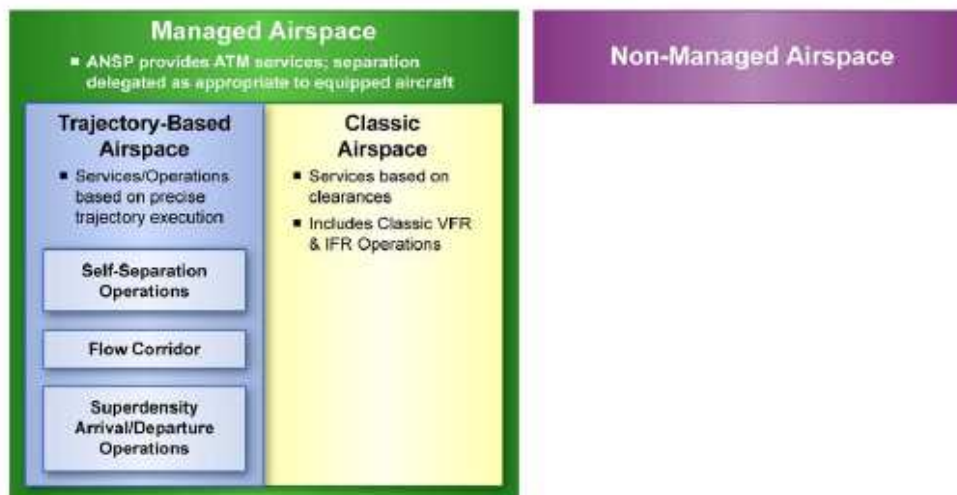 Managed Airspace
▪ ANSP provides ATM services; separation
delegated as appropriate to equipped aircraft
Trajectory-Based
Airspace
▪ Services/Operations
based on precise
trajectory execution
Self-Separation
Operations
Flow Corridor
Superdensity
Arrival/Departure
Operations
Classic
Airspace
▪ Services based on
clearances
▪ Includes Classic VFR
& IFR Operations
Non-Managed Airspace